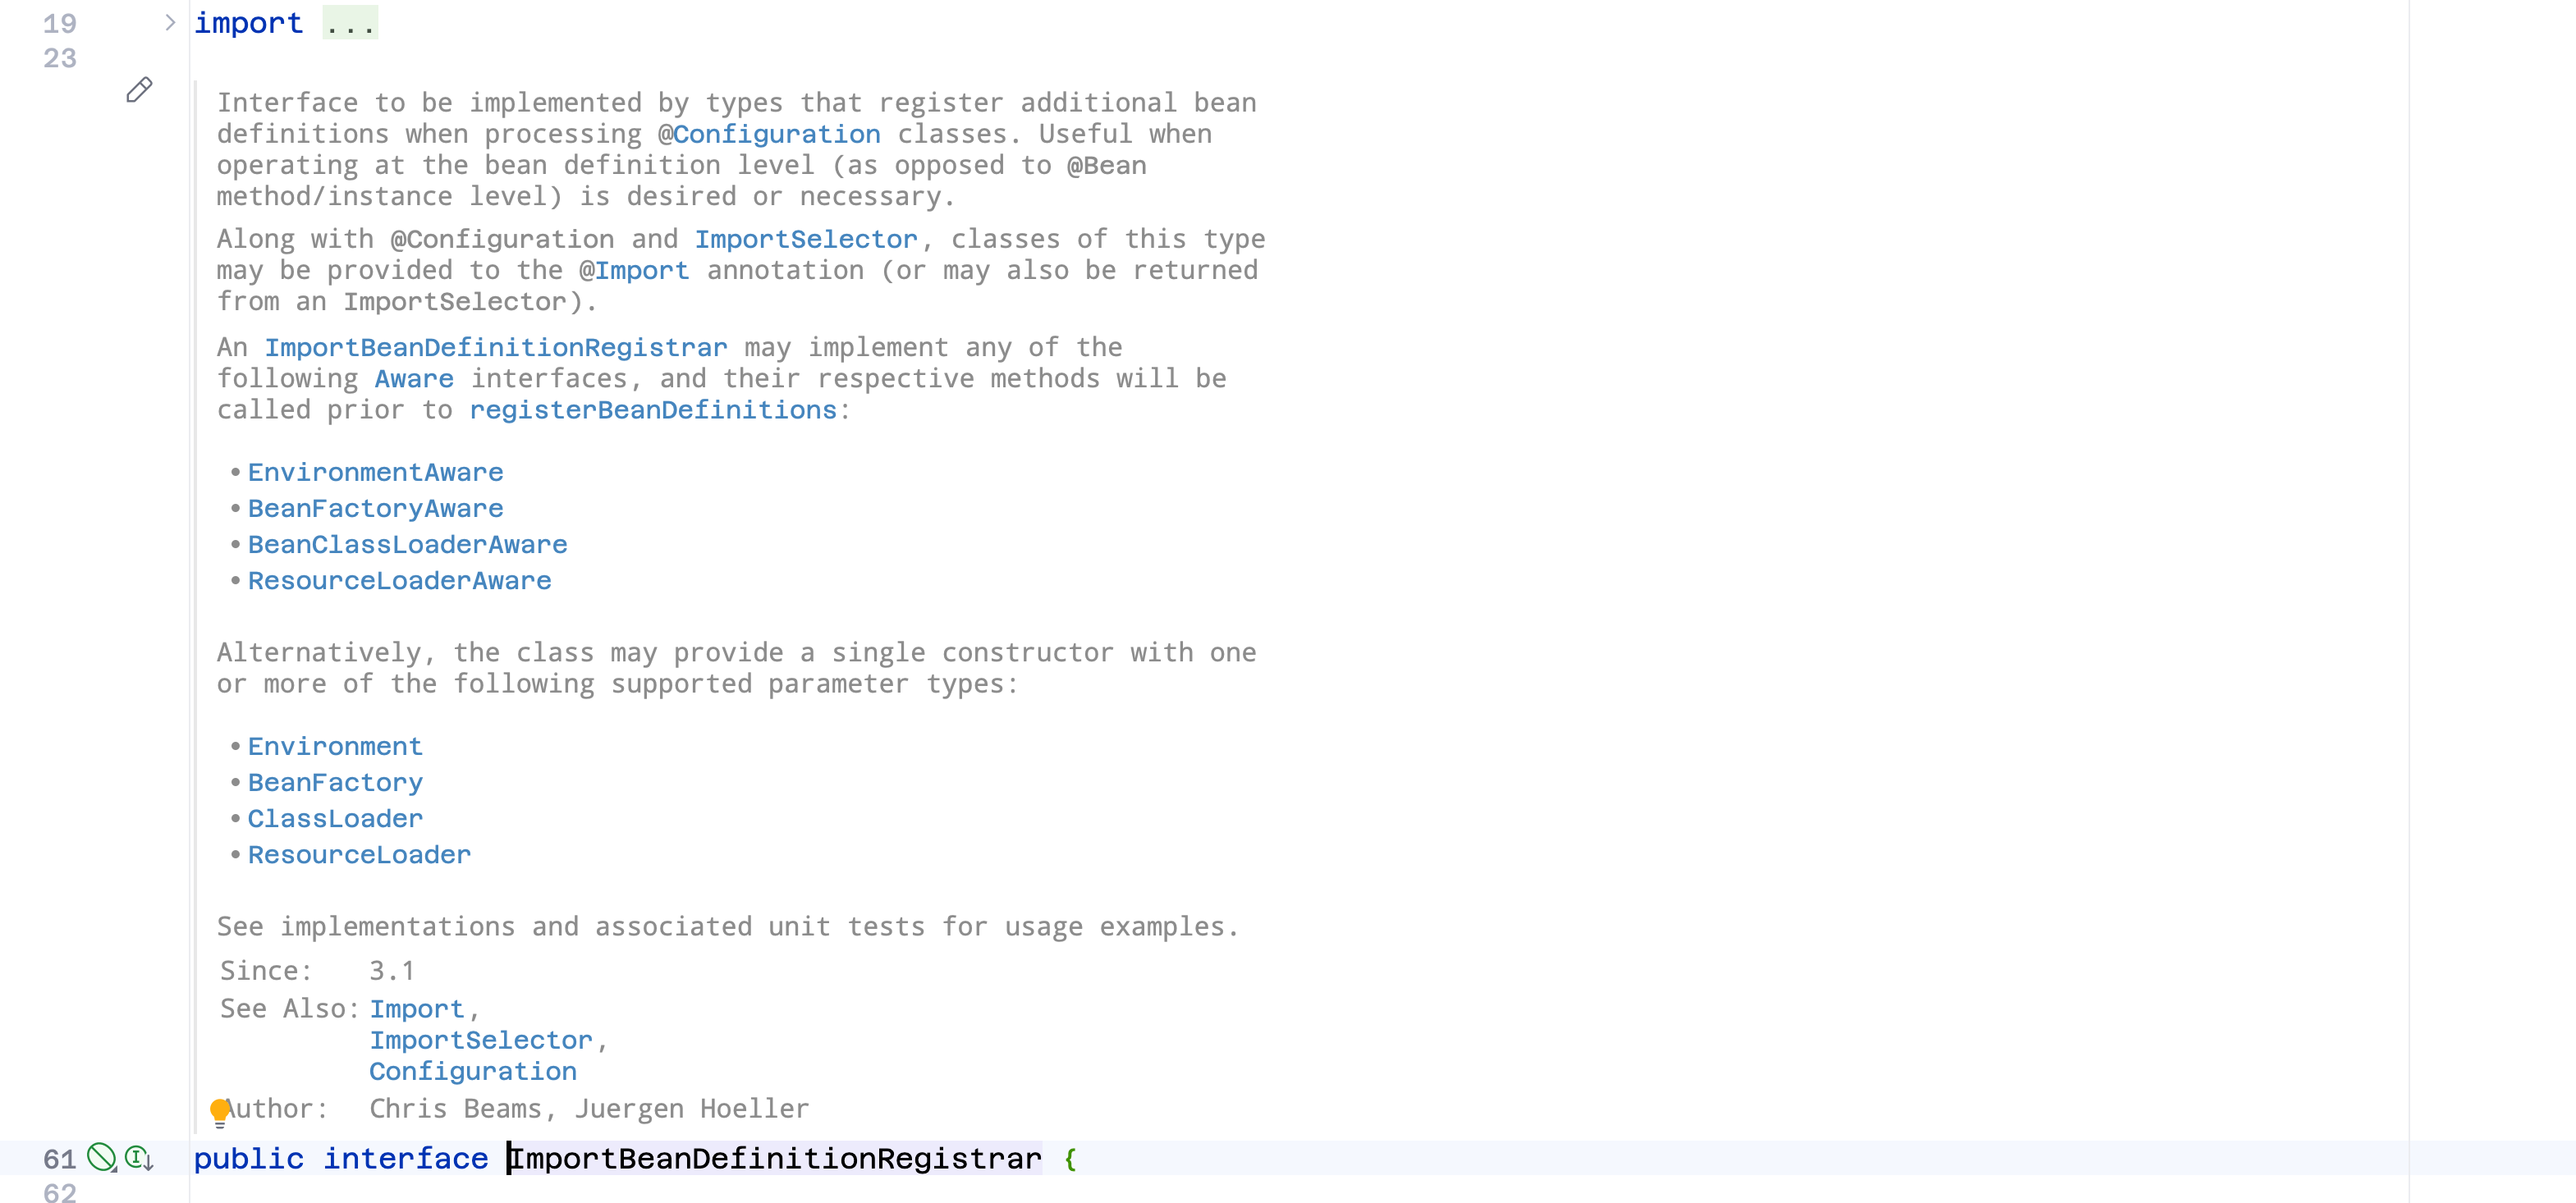 19 import ...
23
Interface to be implemented by types that register additional bean
definitions when processing @Configuration classes. Useful when
operating at the bean definition level (as opposed to @Bean
method/instance level) is desired or necessary.
Along with @Configuration and ImportSelector, classes of this type
may be provided to the @Import annotation (or may also be returned
from an ImportSelector).
An ImportBeanDefinitionRegistrar may implement any of the
following Aware interfaces, and their respective methods will be
called prior to registerBeanDefinitions:
• EnvironmentAware
• BeanFactoryAware
• BeanClassLoaderAware
• ResourceLoaderAware
Alternatively, the class may provide a single constructor with one
or more of the following supported parameter types:
• Environment
• BeanFactory
• ClassLoader
• ResourceLoader
See implementations and associated unit tests for usage examples.
Since: 3.1
See Also: Import,
ImportSelector,
Configuration
Author: Chris Beams, Juergen Hoeller
61 public interface ImportBeanDefinitionRegistrar {
62